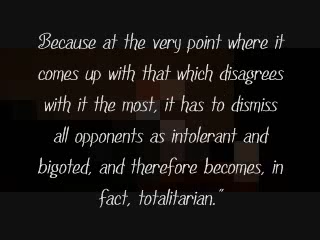 Because at the very point where it
comes up with that which disagrees
with it the most, it has to dismiss
all opponents as intolerant and
bigoted, and therefore becomes, in
fact, totalitarian."